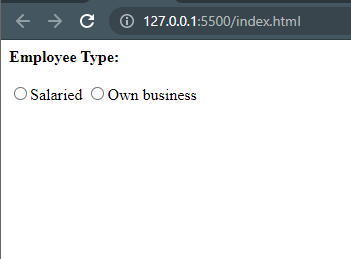 127.0.0.1:5500/index.html
Employee Type:
Salaried Own business